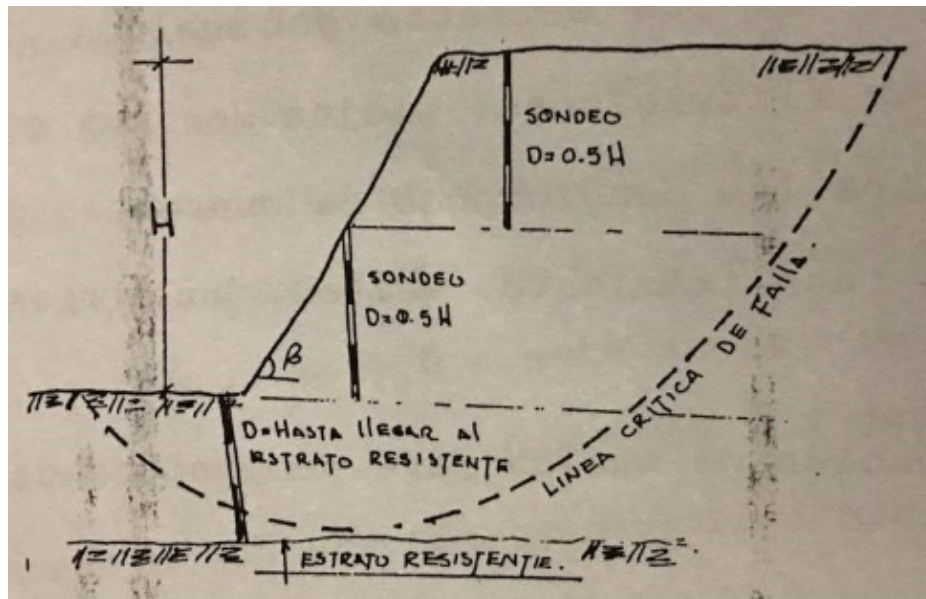 SONDEO
D=0.5H
H
SONDEO
D=0.5H
β
D=HASTA llEGAR Al
ESTRATO RESISTENTE
LINEA CRITICA DE FAllA.
ESTRATO RESISTENTE.